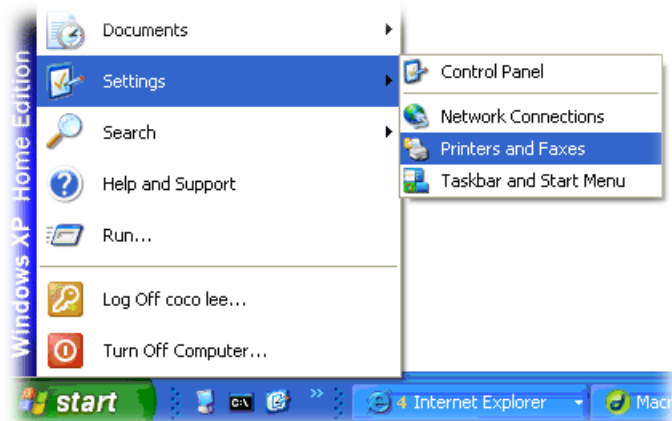 Documents
Settings
Search
Help and Support
Run...
Log Off coco lee...
Turn Off Computer...
Windows XP Home Edition
Control Panel
Network Connections
Printers and Faxes
Taskbar and Start Menu
start
C:\
4 Internet Explorer
Macr